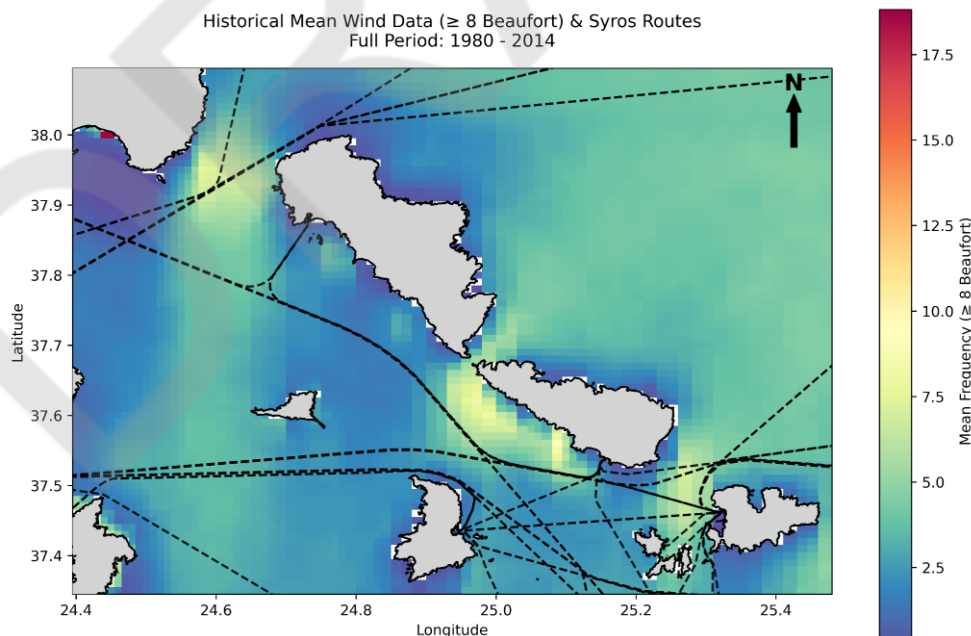 Historical Mean Wind Data (≥ 8 Beaufort) & Syros Routes
Full Period: 1980 - 2014
N
38.0
37.9
37.8
37.7
37.6
37.5
37.4
Latitude
24.4 24.6 24.8 25.0 25.2 25.4
Longitude
17.5
15.0
12.5
10.0
7.5
5.0
2.5
Mean Frequency (≥ 8 Beaufort)